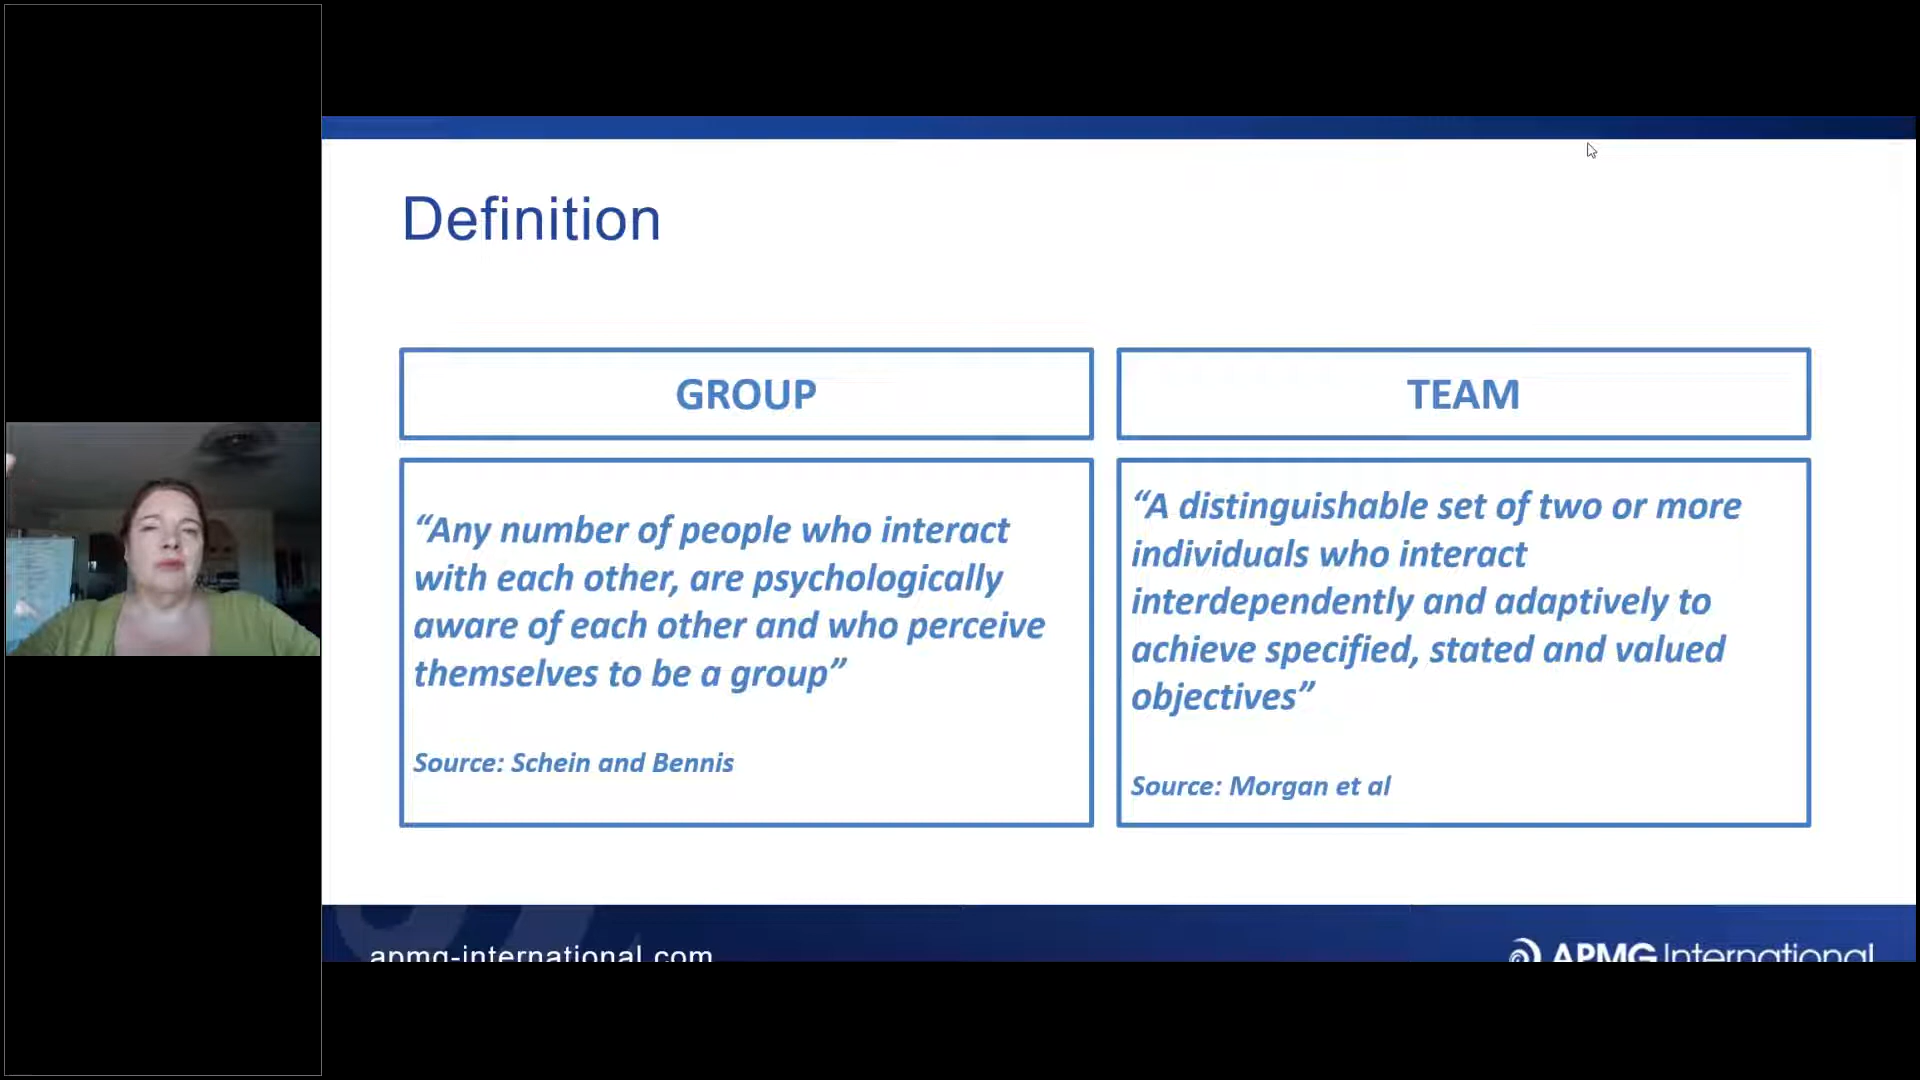 Definition
GROUP
“Any number of people who interact
with each other, are psychologically
aware of each other and who perceive
themselves to be a group”
Source: Schein and Bennis
TEAM
“A distinguishable set of two or more
individuals who interact
interdependently and adaptively to
achieve specified, stated and valued
objectives”
Source: Morgan et al
apmg-international.com
APMG International